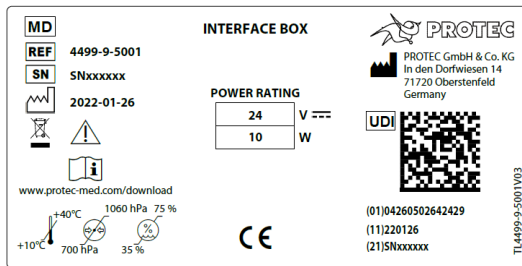 MD
INTERFACE BOX
PROTEC
REF 4499-9-5001
SN SNxxxxxx
2022-01-26
PROTEC GmbH & Co. KG
In den Dorfwiesen 14
71720 Oberstenfeld
Germany
POWER RATING
24 V
10 W
UDI
i
www.protec-med.com/download
+40°C
+10°C
1060 hPa
700 hPa
75 %
%
35 %
CE
(01)04260502642429
(11)220126
(21)SNxxxxxx
TL4499-9-5001V03